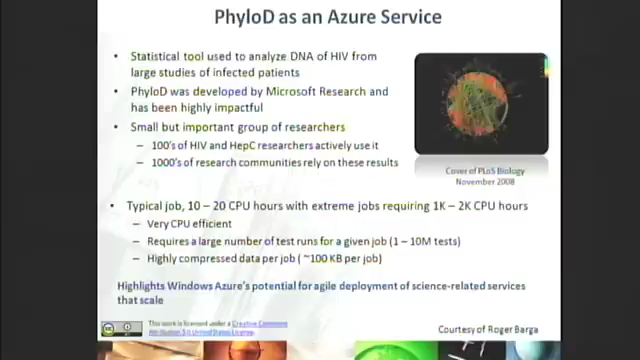 PhyloD as an Azure Service
• Statistical tool used to analyze DNA of HIV from
large studies of infected patients
• PhyloD was developed by Microsoft Research and
has been highly impactful
• Small but important group of researchers
– 100's of HIV and HepC researchers actively use it
– 1000's of research communities rely on these results
Cover of PLoS Biology
November 2008
• Typical job, 10 – 20 CPU hours with extreme jobs requiring 1K – 2K CPU hours
– Very CPU efficient
– Requires a large number of test runs for a given job (1 – 10M tests)
– Highly compressed data per job ( ~100 KB per job)
Highlights Windows Azure's potential for agile deployment of science-related services
that scale
This work is licensed under a Creative Commons
Attribution 3.0 United States License.
Courtesy of Roger Barga